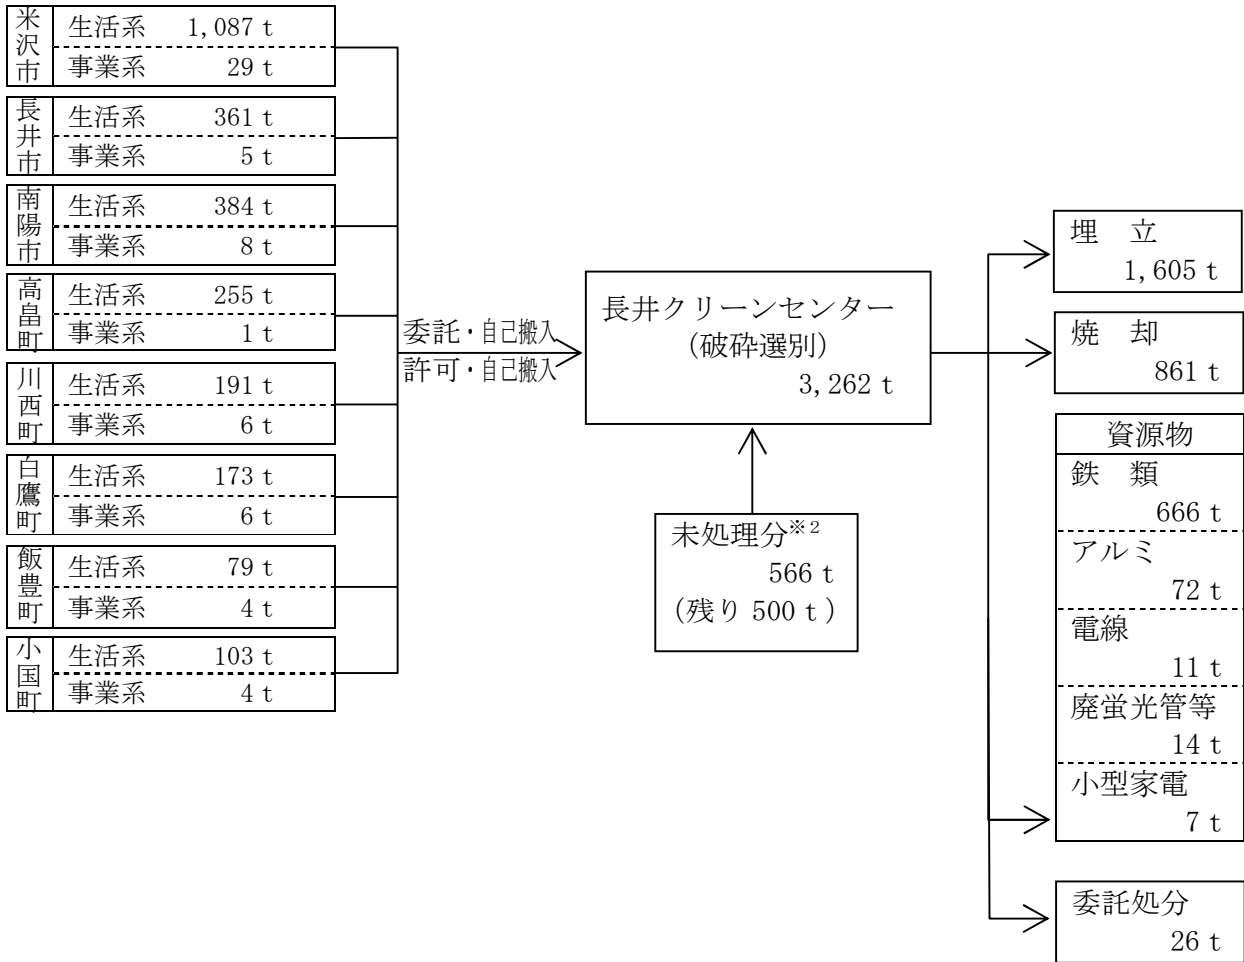 米沢市
生活系 1,087 t
事業系 29 t
長井市
生活系 361 t
事業系 5 t
南陽市
生活系 384 t
事業系 8 t
高畠町
生活系 255 t
事業系 1 t
川西町
生活系 191 t
事業系 6 t
白鷹町
生活系 173 t
事業系 6 t
飯豊町
生活系 79 t
事業系 4 t
小国町
生活系 103 t
事業系 4 t
委託・自己搬入
許可・自己搬入
長井クリーンセンター
(破砕選別)
3,262 t
未処理分※2
566 t
(残り 500 t)
埋 立
1,605 t
焼 却
861 t
資源物
鉄 類
666 t
アルミ
72 t
電線
11 t
廃蛍光管等
14 t
小型家電
7 t
委託処分
26 t